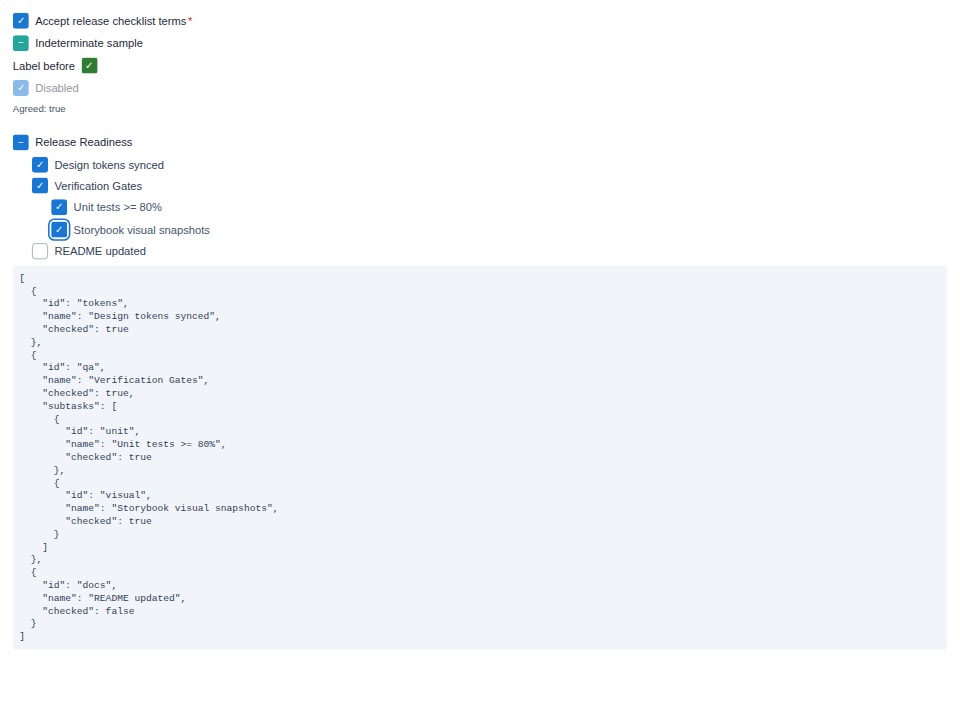 Accept release checklist terms*
Indeterminate sample
Label before
Disabled
Agreed: true
Release Readiness
Design tokens synced
Verification Gates
Unit tests >= 80%
Storybook visual snapshots
README updated
[
  {
    "id": "tokens",
    "name": "Design tokens synced",
    "checked": true
  },
  {
    "id": "qa",
    "name": "Verification Gates",
    "checked": true,
    "subtasks": [
      {
        "id": "unit",
        "name": "Unit tests >= 80%",
        "checked": true
      },
      {
        "id": "visual",
        "name": "Storybook visual snapshots",
        "checked": true
      }
    ]
  },
  {
    "id": "docs",
    "name": "README updated",
    "checked": false
  }
]